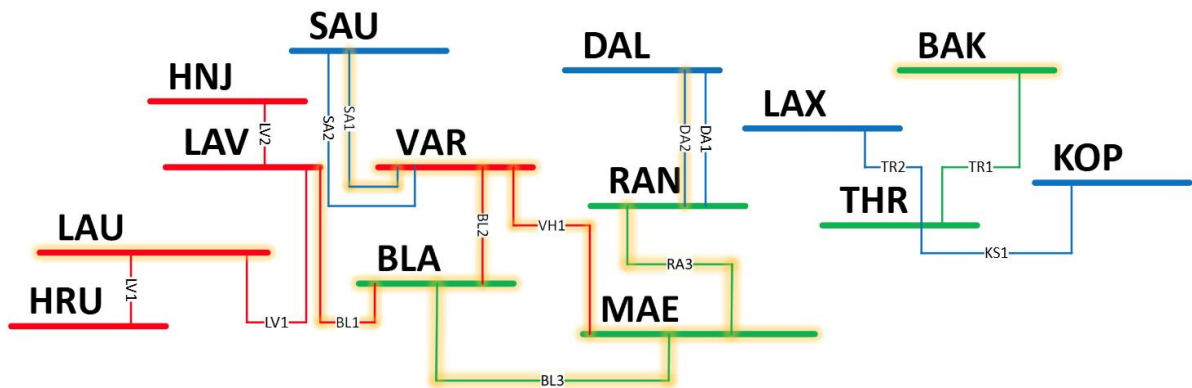 SAU
DAL
BAK
HNJ
LAX
LV2
SA2
SA1
DA2
DA1
LAV
VAR
KOP
TR2
TR1
RAN
THR
LAU
BL2
VH1
KS1
BLA
RA3
LV1
HRU
LV1
BL1
MAE
BL3